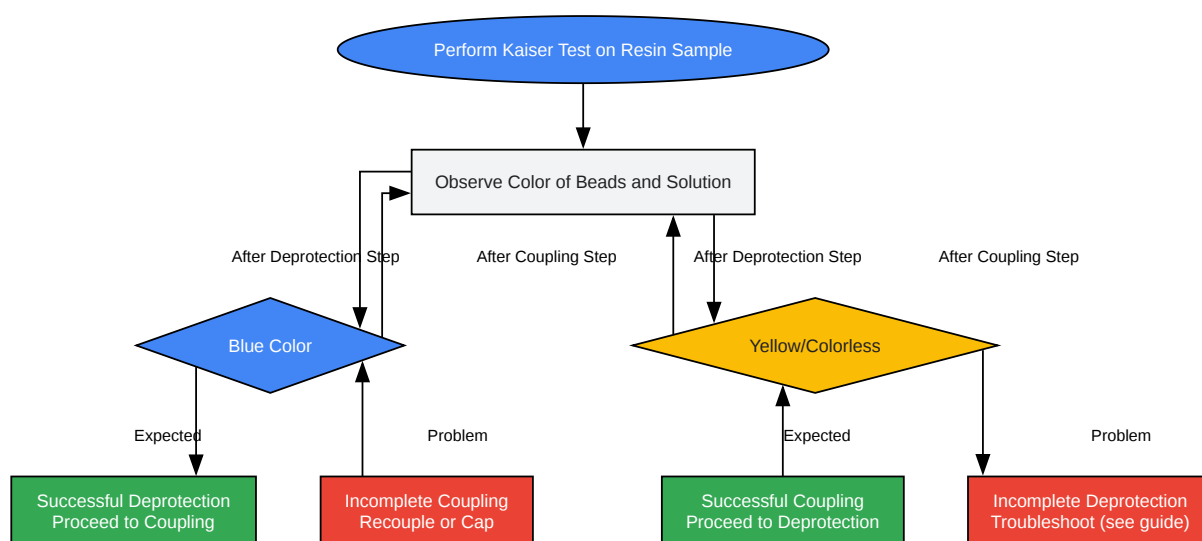 Perform Kaiser Test on Resin Sample
Observe Color of Beads and Solution
After Deprotection Step
After Coupling Step
After Deprotection Step
After Coupling Step
Blue Color
Yellow/Colorless
Expected
Problem
Expected
Problem
Successful Deprotection
Proceed to Coupling
Incomplete Coupling
Recouple or Cap
Successful Coupling
Proceed to Deprotection
Incomplete Deprotection
Troubleshoot (see guide)